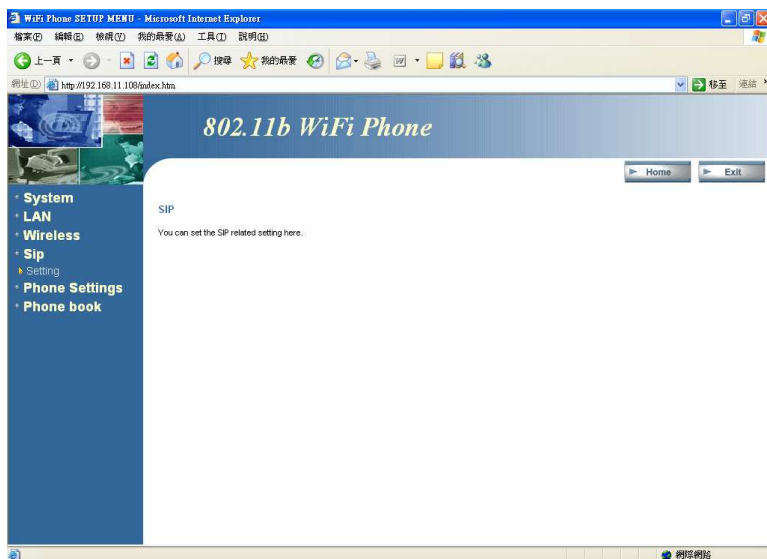 WiFi Phone SETUP MENU - Microsoft Internet Explorer
檔案(F) 編輯(E) 檢視(V) 我的最愛(A) 工具(T) 說明(H)
上一頁 搜尋 我的最愛
網址(D) http://192.168.11.108/index.htm 移至 連結 »
802.11b WiFi Phone
Home Exit
System
LAN
Wireless
Sip
Setting
Phone Settings
Phone book
SIP
You can set the SIP related setting here.
網際網路